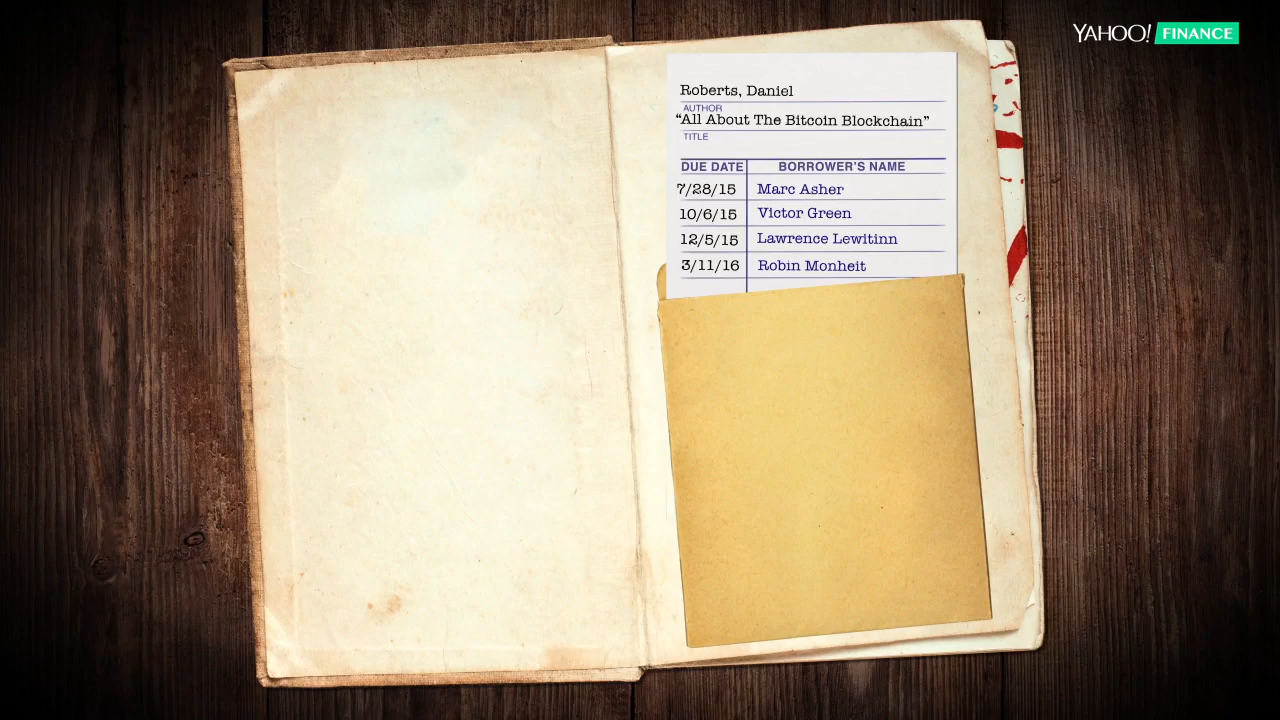 YAHOO! FINANCE
Roberts, Daniel
AUTHOR
“All About The Bitcoin Blockchain”
TITLE
DUE DATE BORROWER'S NAME
7/28/15 Marc Asher
10/6/15 Victor Green
12/5/15 Lawrence Lewitinn
3/11/16 Robin Monheit